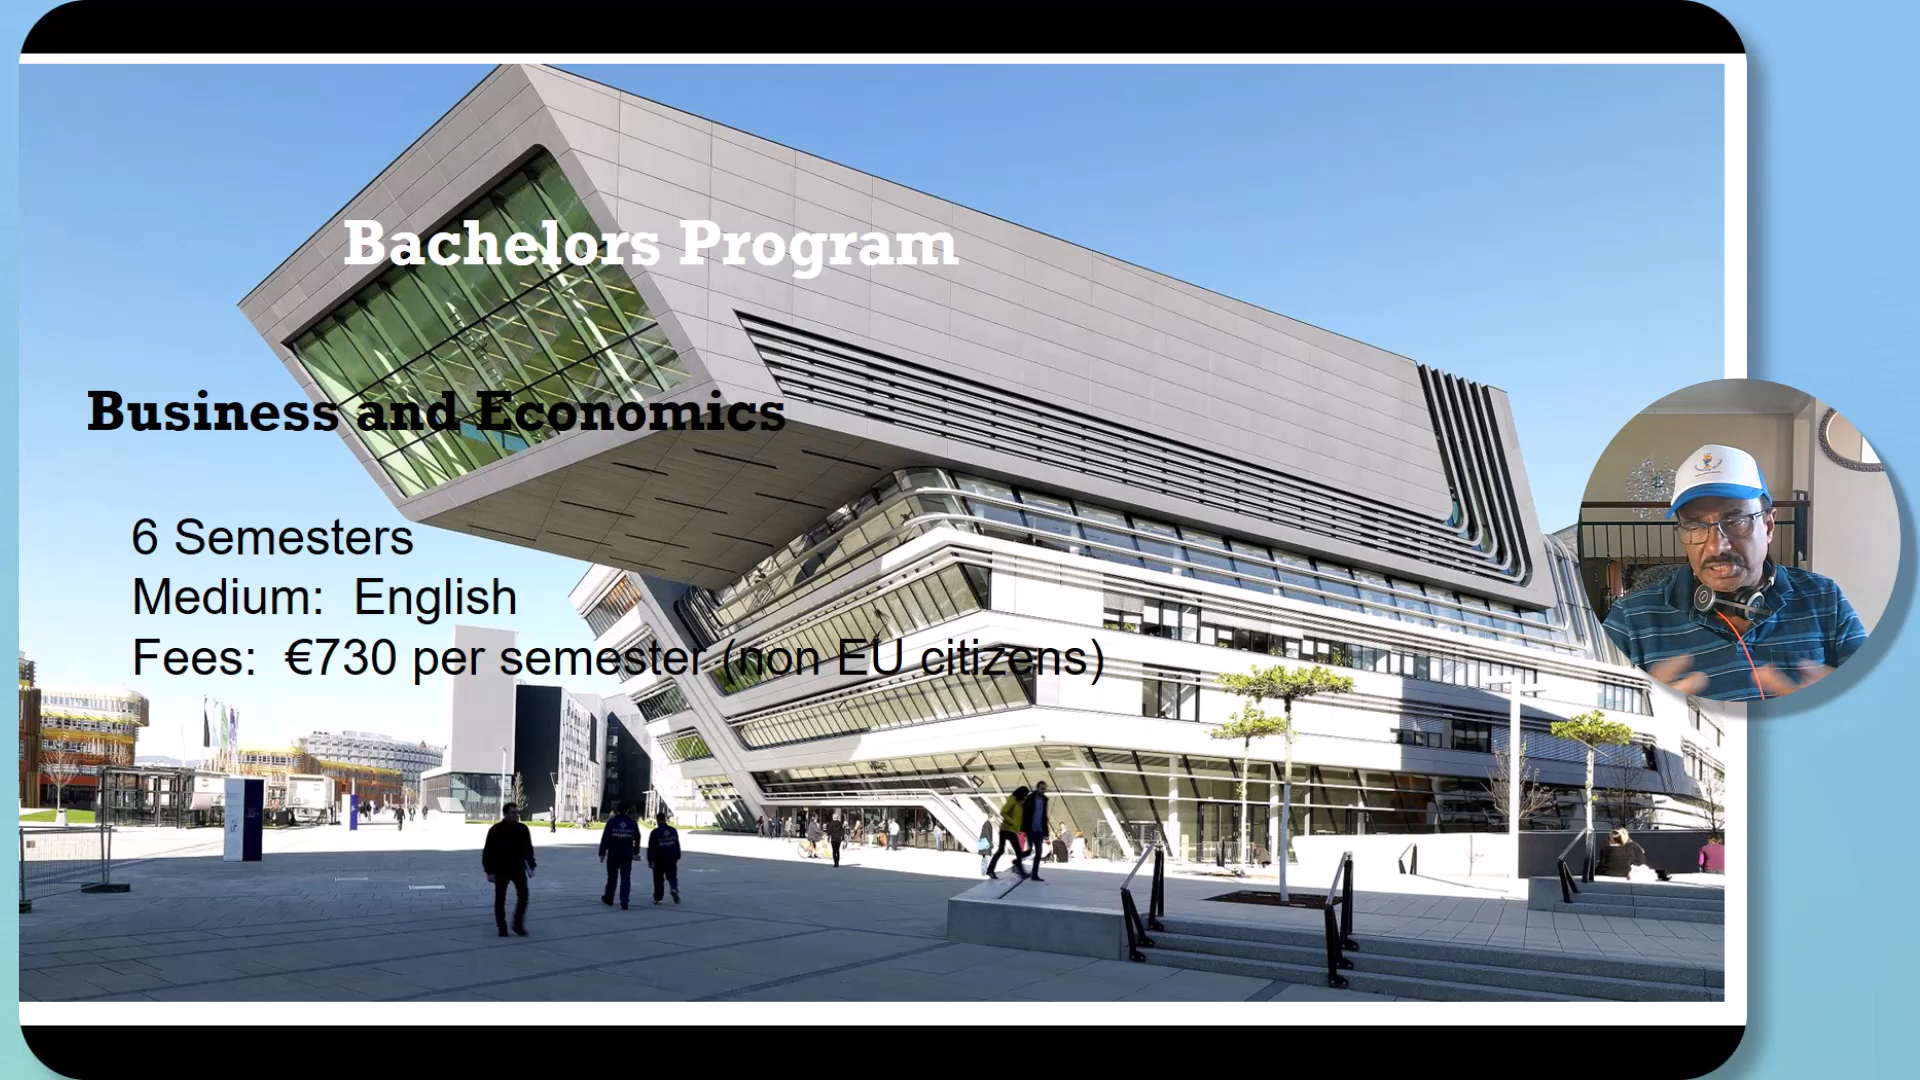 Bachelors Program
Business and Economics
6 Semesters
Medium: English
Fees: €730 per semester (non EU citizens)